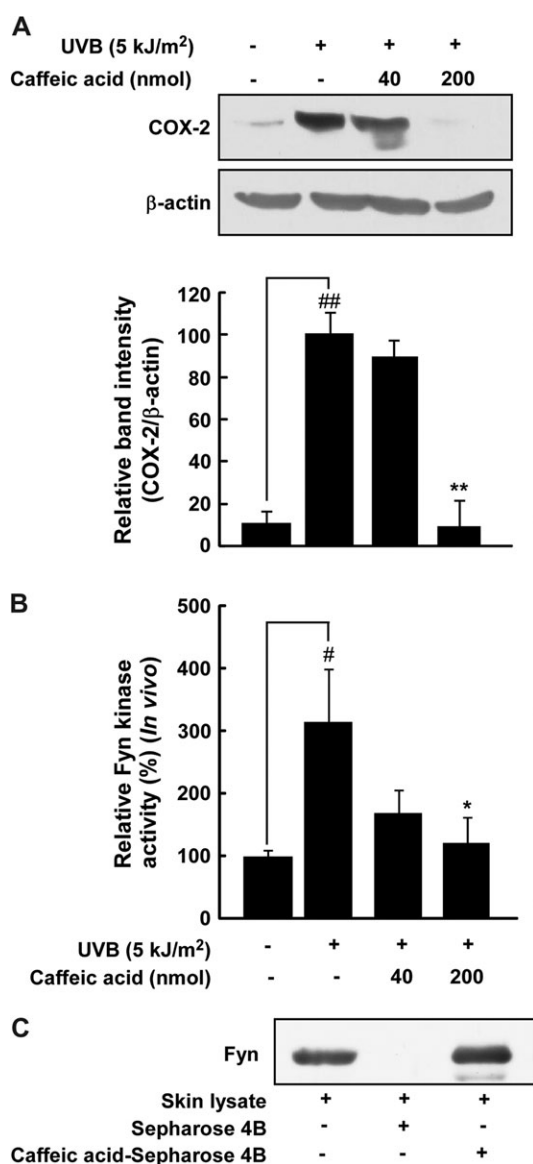 A
UVB (5 kJ/m²) - + + +
Caffeic acid (nmol) - - 40 200
COX-2
β-actin
Relative band intensity
(COX-2/β-actin)
120
100
80
60
40
20
0
##
**
B
Relative Fyn kinase
activity (%) (In vivo)
500
400
300
200
100
0
#
*
UVB (5 kJ/m²) - + + +
Caffeic acid (nmol) - - 40 200
C
Fyn
Skin lysate + + +
Sepharose 4B - + -
Caffeic acid-Sepharose 4B - - +